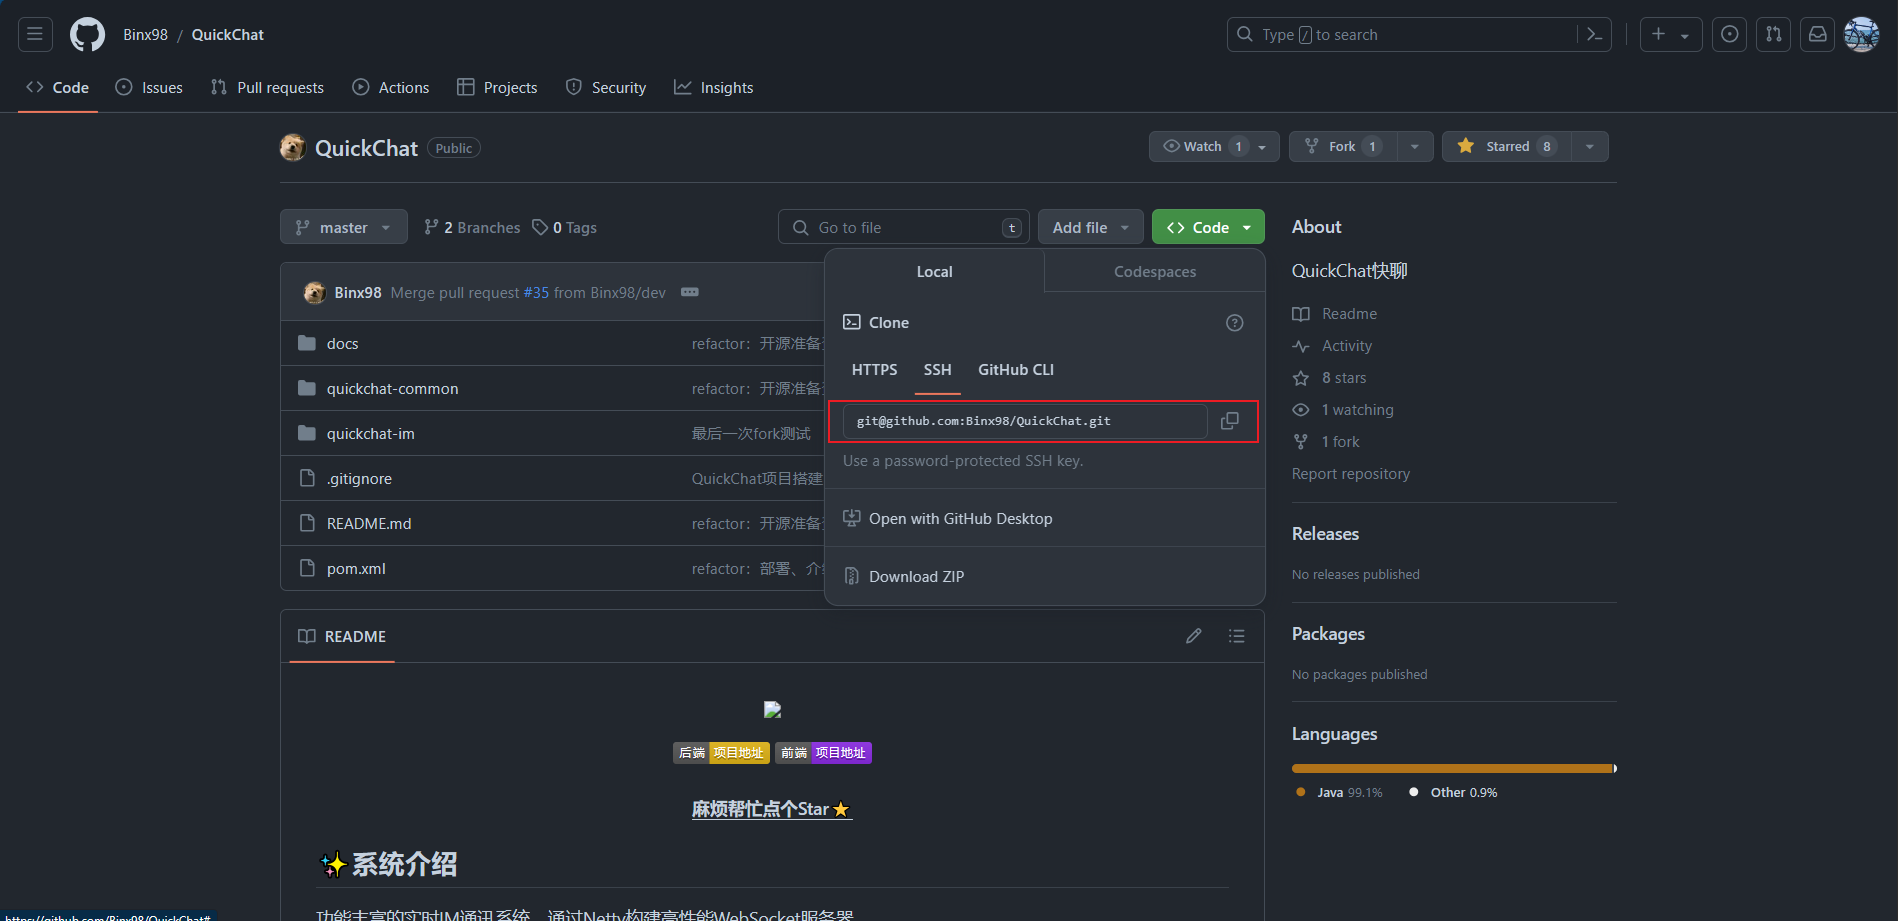 Binx98 / QuickChat
Type / to search
Code
Issues
Pull requests
Actions
Projects
Security
Insights
QuickChat Public
Watch 1
Fork 1
Starred 8
master
2 Branches
0 Tags
Go to file t
Add file
Code
Binx98 Merge pull request #35 from Binx98/dev
docs refactor：开源准备
quickchat-common refactor：开源准备
quickchat-im 最后一次fork测试
.gitignore QuickChat项目搭建
README.md refactor：开源准备
pom.xml refactor：部署、
Local
Codespaces
Clone
HTTPS
SSH
GitHub CLI
git@github.com:Binx98/QuickChat.git
Use a password-protected SSH key.
Open with GitHub Desktop
Download ZIP
About
QuickChat快聊
Readme
Activity
8 stars
1 watching
1 fork
Report repository
Releases
No releases published
Packages
No packages published
Languages
Java 99.1%
Other 0.9%
README
后端 项目地址 前端 项目地址
麻烦帮忙点个Star⭐
✨系统介绍
功能丰富的实时IM通讯系统，通过Netty构建高性能WebSocket服务器
https://github.com/Binx98/QuickChat#